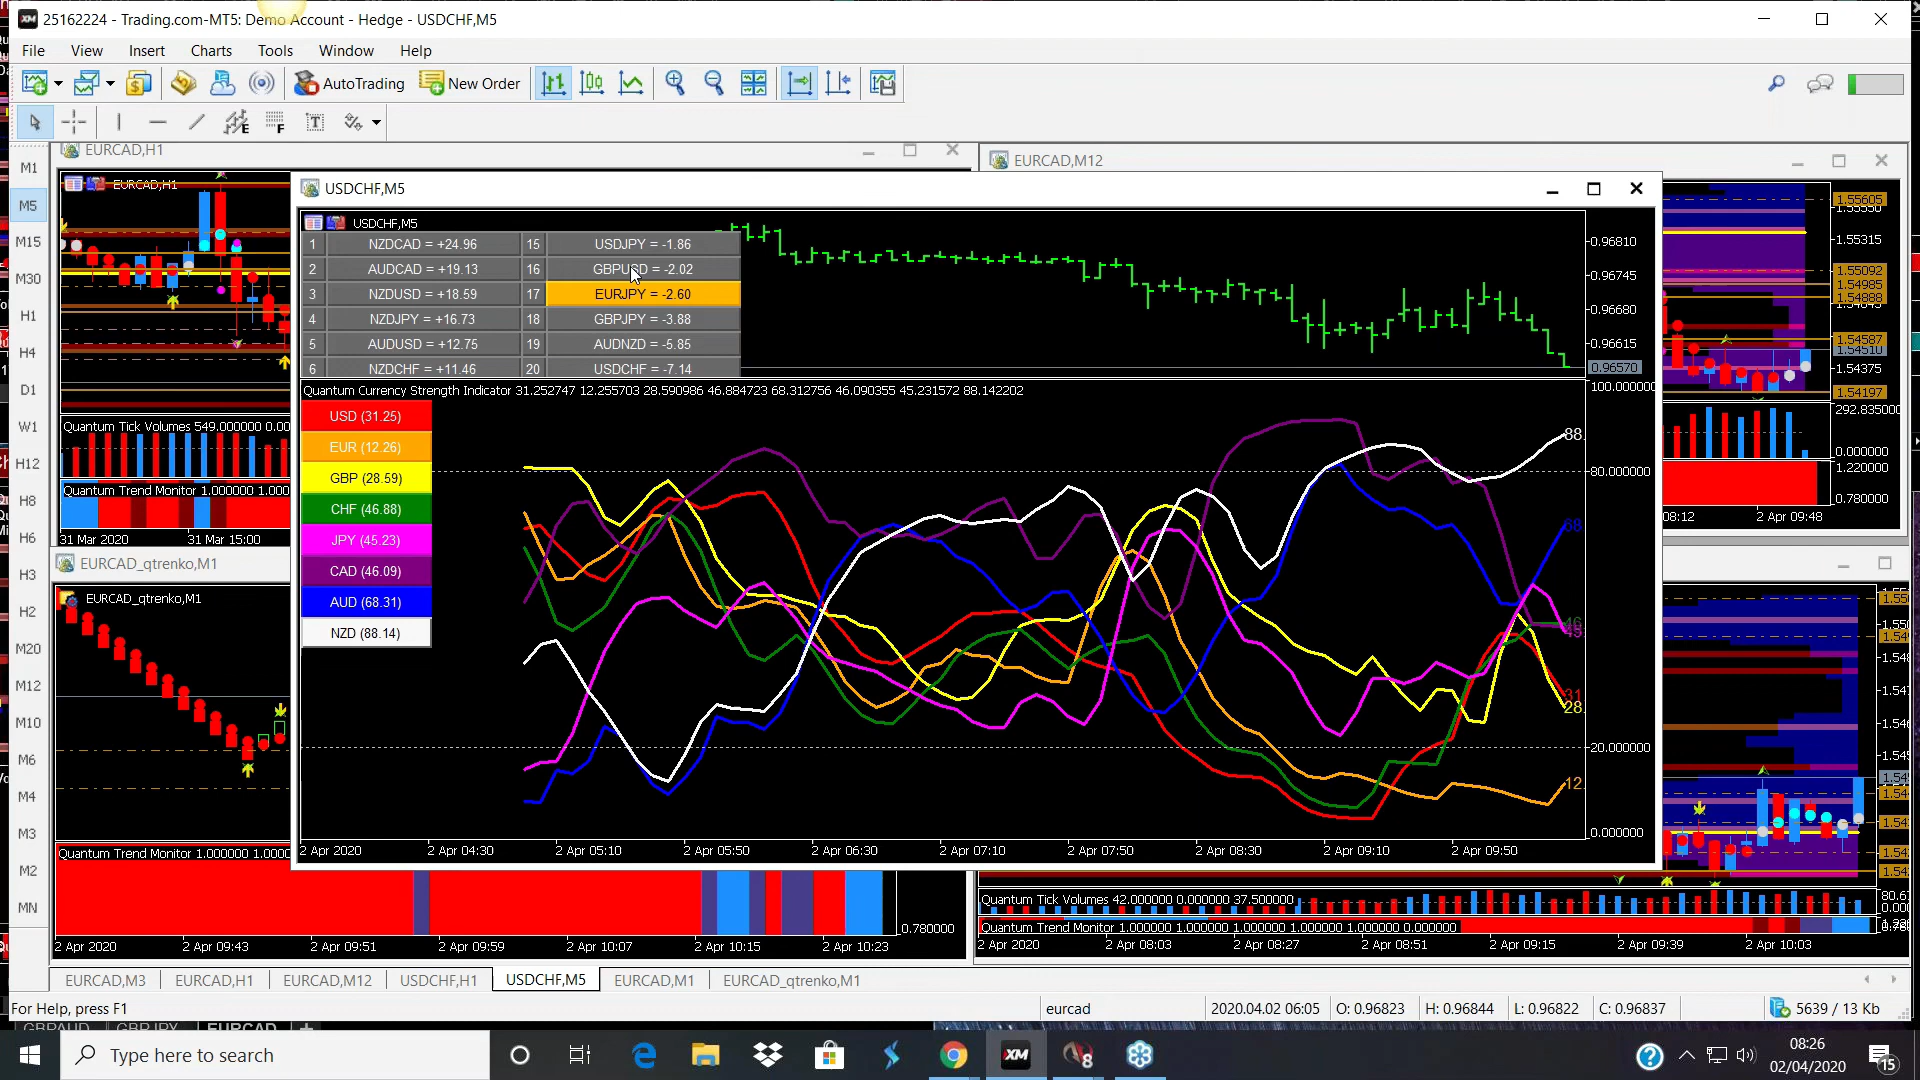 25162224 - Trading.com-MT5: Demo Account - Hedge - USDCHF,M5
File View Insert Charts Tools Window Help
AutoTrading New Order
M1
M5
M15
M30
H1
H4
D1
W1
H12
H8
H6
H3
H2
M20
M12
M10
M6
M4
M3
M2
MN
EURCAD,H1
EURCAD,H1
Quantum Tick Volumes 549.000000 0.00
Quantum Trend Monitor 1.000000 1.000
31 Mar 2020 31 Mar 15:00
EURCAD,M12
1.55605
1.55315
1.55092
1.54985
1.54888
1.54587
1.54510
1.54375
1.54197
292.835000
0.000000
1.220000
0.780000
08:12 2 Apr 09:48
USDCHF,M5
USDCHF,M5
1 NZDCAD = +24.96 15 USDJPY = -1.86
2 AUDCAD = +19.13 16 GBPUSD = -2.02
3 NZDUSD = +18.59 17 EURJPY = -2.60
4 NZDJPY = +16.73 18 GBPJPY = -3.88
5 AUDUSD = +12.75 19 AUDNZD = -5.85
6 NZDCHF = +11.46 20 USDCHF = -7.14
0.96810
0.96745
0.96680
0.96615
0.96570
Quantum Currency Strength Indicator 31.252747 12.255703 28.590986 46.884723 68.312756 46.090355 45.231572 88.142202
USD (31.25)
EUR (12.26)
GBP (28.59)
CHF (46.88)
JPY (45.23)
CAD (46.09)
AUD (68.31)
NZD (88.14)
100.000000
88.
80.000000
68
46
45
31
28.
20.000000
12.
0.000000
2 Apr 2020 2 Apr 04:30 2 Apr 05:10 2 Apr 05:50 2 Apr 06:30 2 Apr 07:10 2 Apr 07:50 2 Apr 08:30 2 Apr 09:10 2 Apr 09:50
EURCAD_qtrenko,M1
EURCAD_qtrenko,M1
Quantum Trend Monitor 1.000000 1.0000
0.780000
2 Apr 2020 2 Apr 09:43 2 Apr 09:51 2 Apr 09:59 2 Apr 10:07 2 Apr 10:15 2 Apr 10:23
Quantum Tick Volumes 42.000000 0.000000 37.500000
Quantum Trend Monitor 1.000000 1.000000 1.000000 1.000000 1.000000 0.000000
2 Apr 2020 2 Apr 08:03 2 Apr 08:27 2 Apr 08:51 2 Apr 09:15 2 Apr 09:39 2 Apr 10:03
EURCAD,M3 EURCAD,H1 EURCAD,M12 USDCHF,H1 USDCHF,M5 EURCAD,M1 EURCAD_qtrenko,M1
For Help, press F1 eurcad 2020.04.02 06:05 O: 0.96823 H: 0.96844 L: 0.96822 C: 0.96837 5639 / 13 Kb
GBPAUD GBPJPY EURCAD
Type here to search
XM
8
08:26
02/04/2020
15